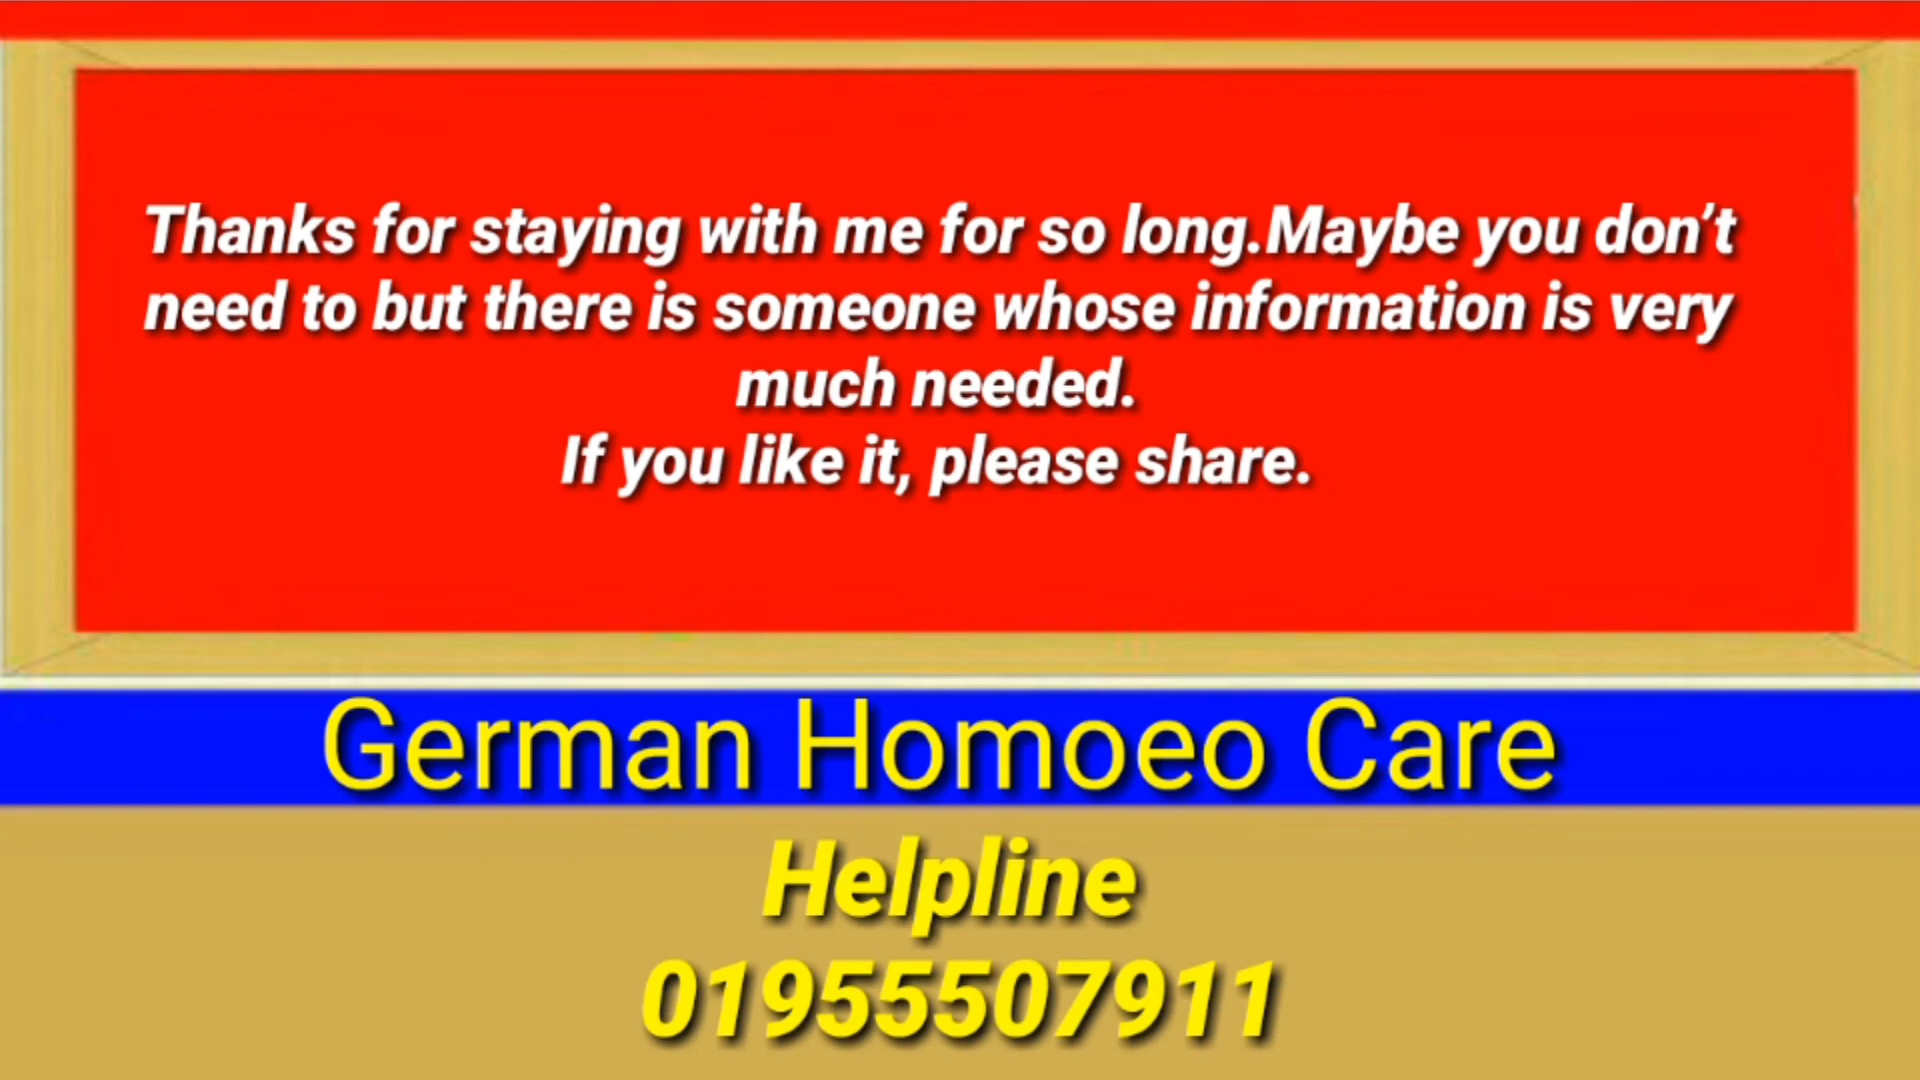 Thanks for staying with me for so long.Maybe you don’t
need to but there is someone whose information is very
much needed.
If you like it, please share.
German Homoeo Care
Helpline
01955507911